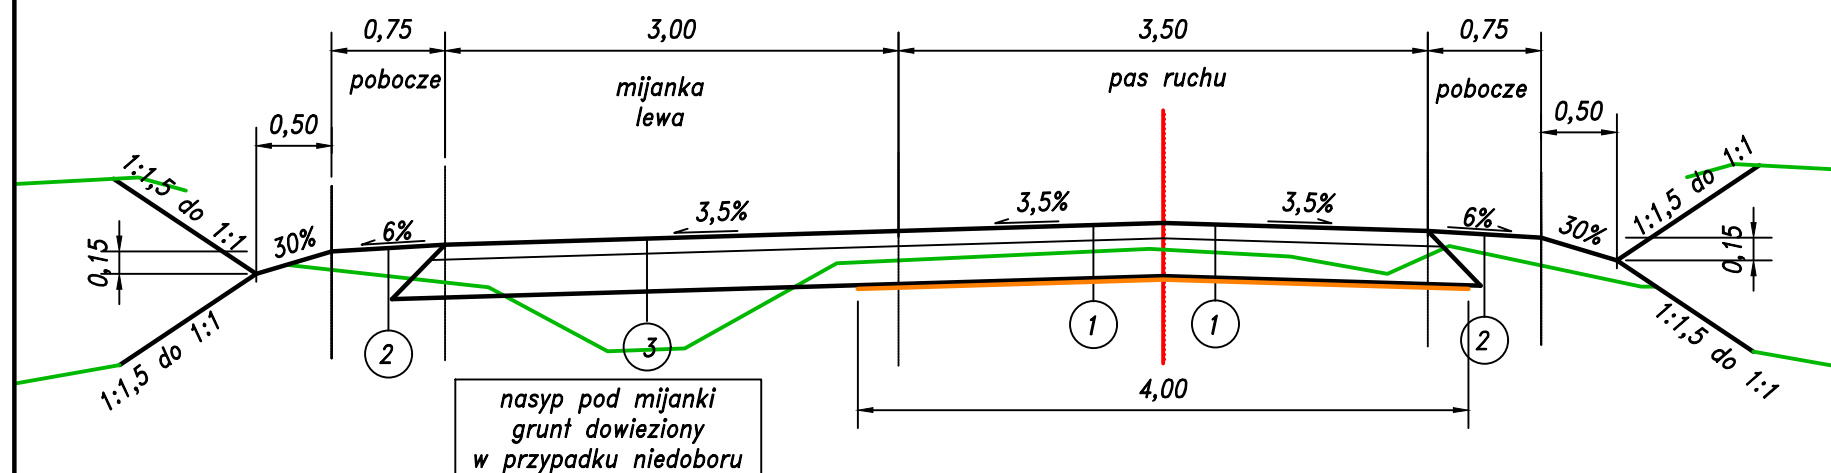 0,75
3,00
3,50
0,75
pobocze
mijanka
lewa
pas ruchu
pobocze
0,50
0,50
1:1,5 do 1:1
1:1,5 do 1:1
0,15
30%
6%
3,5%
3,5%
3,5%
6%
30%
0,15
1:1,5 do 1:1
1:1,5 do 1:1
2
3
1
1
2
4,00
nasyp pod mijanki
grunt dowieziony
w przypadku niedoboru